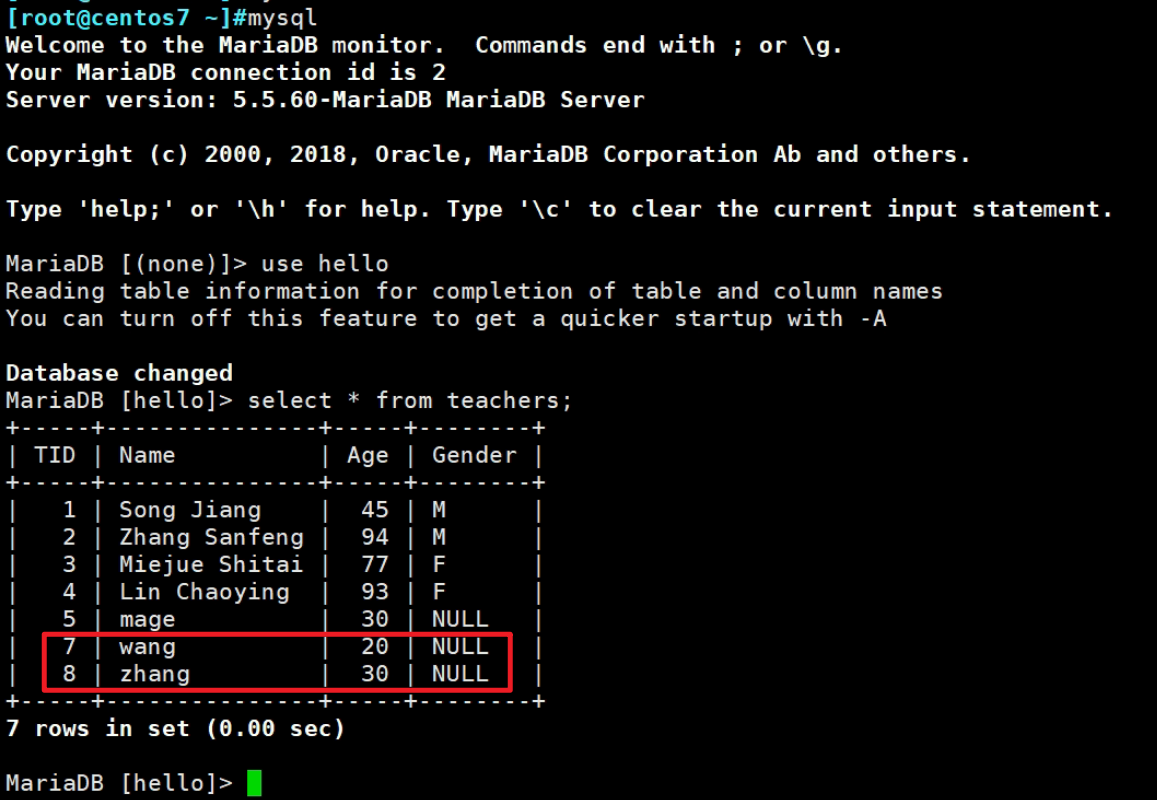 [root@centos7 ~]#mysql
Welcome to the MariaDB monitor.  Commands end with ; or \g.
Your MariaDB connection id is 2
Server version: 5.5.60-MariaDB MariaDB Server
Copyright (c) 2000, 2018, Oracle, MariaDB Corporation Ab and others.
Type 'help;' or '\h' for help. Type '\c' to clear the current input statement.
MariaDB [(none)]> use hello
Reading table information for completion of table and column names
You can turn off this feature to get a quicker startup with -A
Database changed
MariaDB [hello]> select * from teachers;
+-----+---------------+-----+--------+
| TID | Name          | Age | Gender |
+-----+---------------+-----+--------+
|   1 | Song Jiang    |  45 | M      |
|   2 | Zhang Sanfeng |  94 | M      |
|   3 | Miejue Shitai |  77 | F      |
|   4 | Lin Chaoying  |  93 | F      |
|   5 | mage          |  30 | NULL   |
|   7 | wang          |  20 | NULL   |
|   8 | zhang         |  30 | NULL   |
+-----+---------------+-----+--------+
7 rows in set (0.00 sec)
MariaDB [hello]>